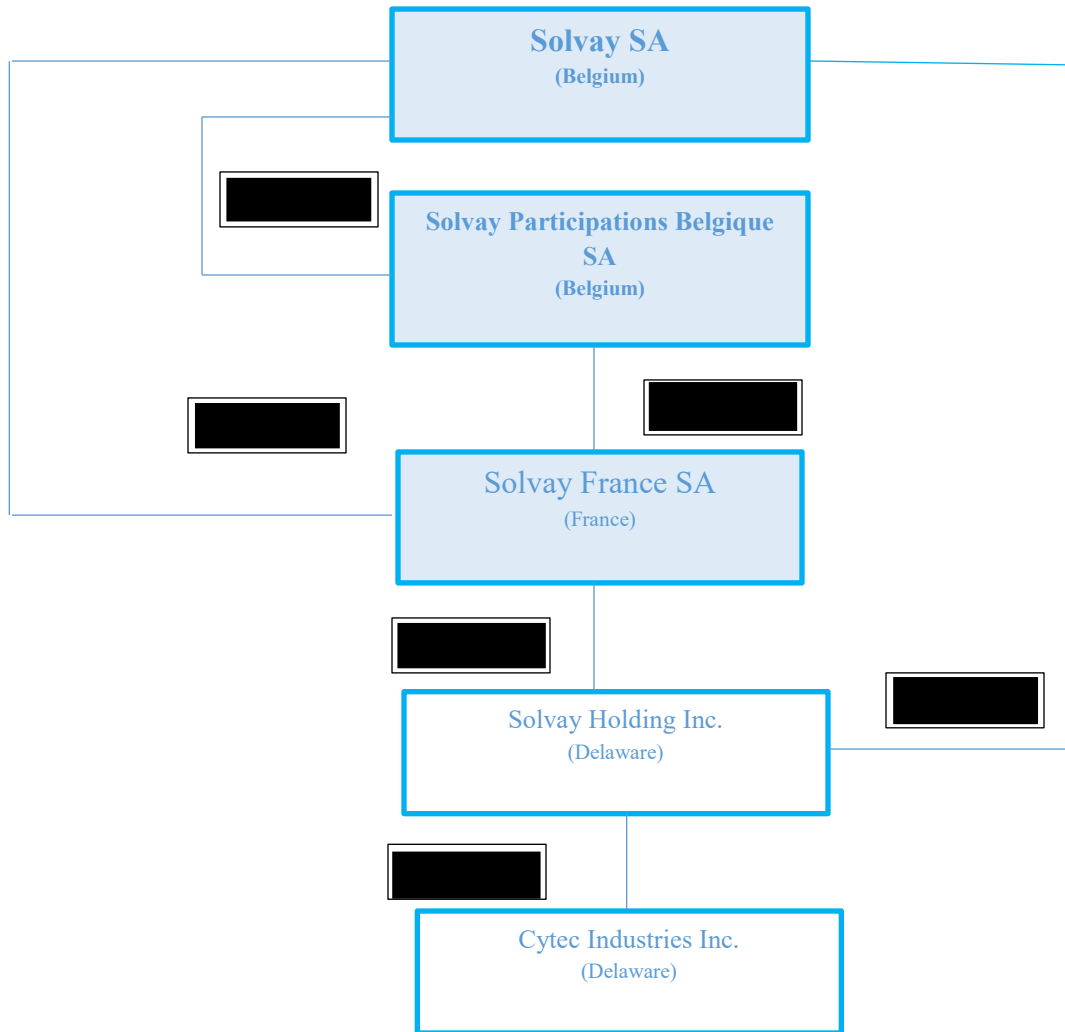 Solvay SA
(Belgium)
Solvay Participations Belgique
SA
(Belgium)
Solvay France SA
(France)
Solvay Holding Inc.
(Delaware)
Cytec Industries Inc.
(Delaware)